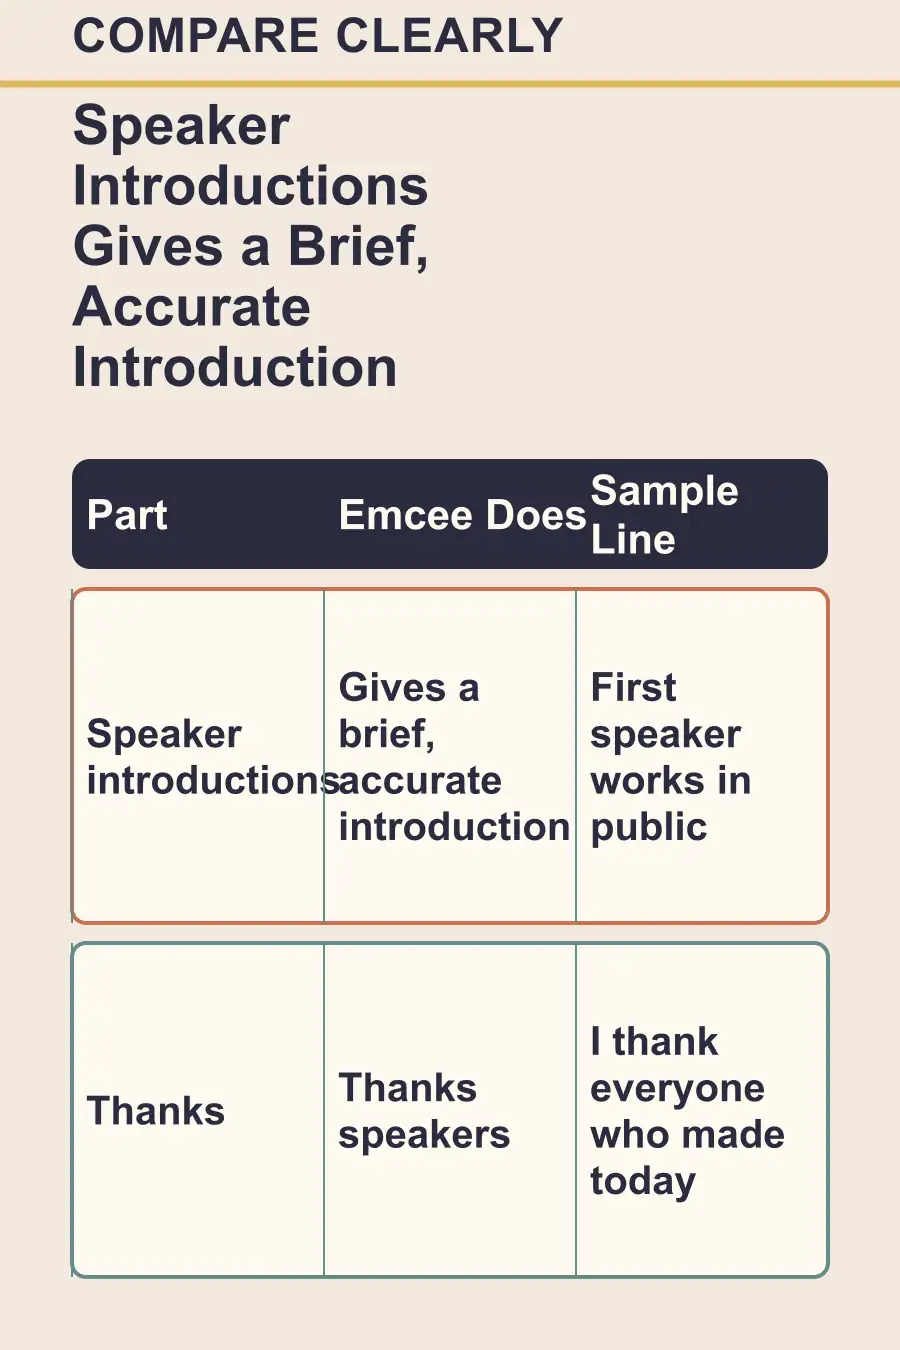 COMPARE CLEARLY
Speaker
Introductions
Gives a Brief,
Accurate
Introduction
Part
Emcee Does
Sample
Line
Speaker
introductions
Gives a
brief,
accurate
introduction
First
speaker
works in
public
Thanks
Thanks
speakers
I thank
everyone
who made
today